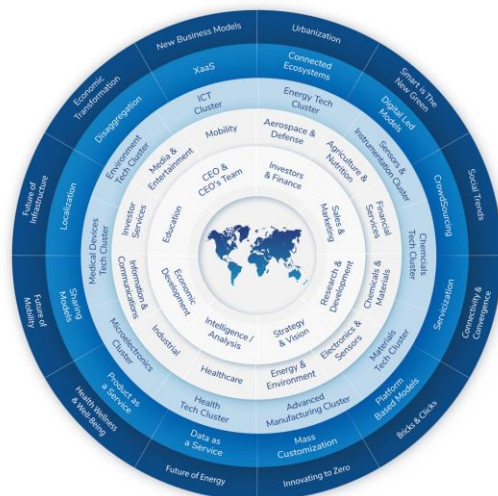 New Business Models
Urbanization
Smart is The
New Green
Social Trends
Connectivity &
Convergence
Bricks & Clicks
Innovating to Zero
Future of Energy
Health Wellness
& Well-Being
Future of
Mobility
Future of
Infrastructure
Economic
Transformation
XaaS
Connected
Ecosystems
Digital Led
Models
CrowdSourcing
Servicization
Platform
Based Models
Mass
Customization
Data as
a Service
Product as
a Service
Sharing
Models
Localization
Disaggregation
ICT
Cluster
Energy Tech
Cluster
Sensors &
Instrumentation Cluster
Chemcials
Tech Cluster
Materials
Tech Cluster
Advanced
Manufacturing Cluster
Health
Tech Cluster
Microelectronics
Cluster
Medical Devices
Tech Cluster
Environment
Tech Cluster
Mobility
Aerospace &
Defense
Agriculture &
Nutrition
Financial
Services
Chemicals &
Materials
Electronics &
Sensors
Energy &
Environment
Healthcare
Industrial
Information &
Communications
Investor
Services
Media &
Entertainment
CEO &
CEO's Team
Investors
& Finance
Sales &
Marketing
Research &
Development
Strategy
& Vision
Intelligence /
Analysis
Economic
Development
Education